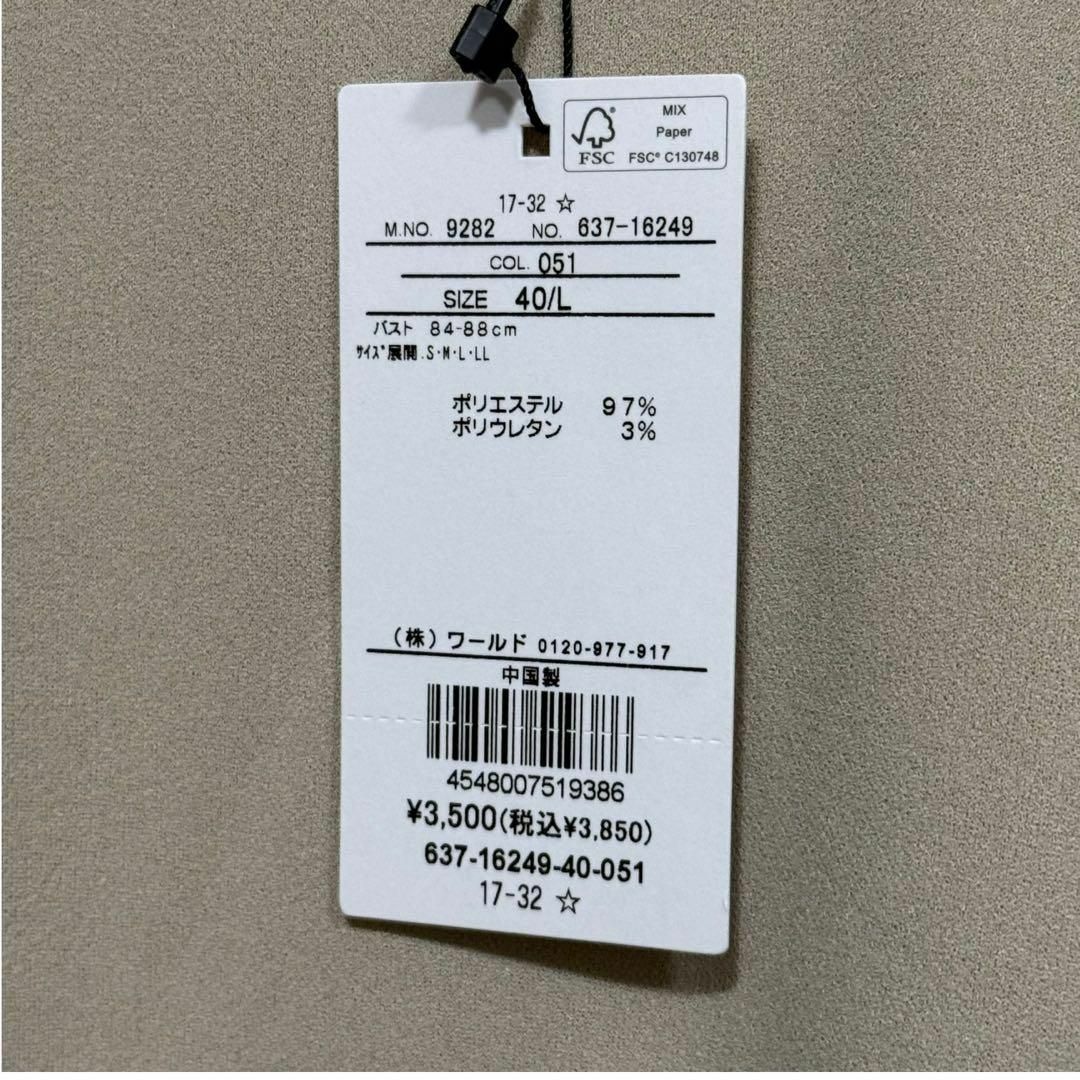 MIX
Paper
FSC® C130748
FSC
17-32 ☆
M.NO. 9282 NO. 637-16249
COL. 051
SIZE 40/L
バスト 84-88cm
ｻｲｽﾞ展開.S･M･L･LL
ポリエステル 97%
ポリウレタン 3%
(株)ワールド 0120-977-917
中国製
4548007519386
¥3,500(税込¥3,850)
637-16249-40-051
17-32 ☆